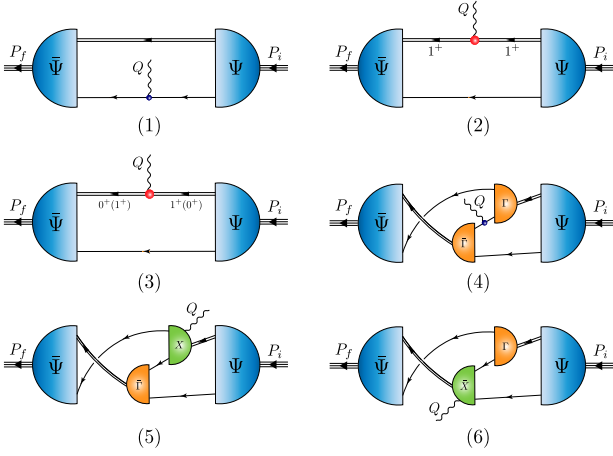 Q
P_f Ψ̄ Q Ψ P_i
1⁺ 1⁺
P_f Ψ̄ Ψ P_i
(1) (2)
Q
0⁺(1⁺) 1⁺(0⁺)
P_f Ψ̄ Ψ P_i
P_f Ψ̄ Q Γ Γ̄ Ψ P_i
(3) (4)
Q
P_f Ψ̄ X Γ̄ Ψ P_i
P_f Ψ̄ Γ X̄ Ψ P_i
Q
(5) (6)